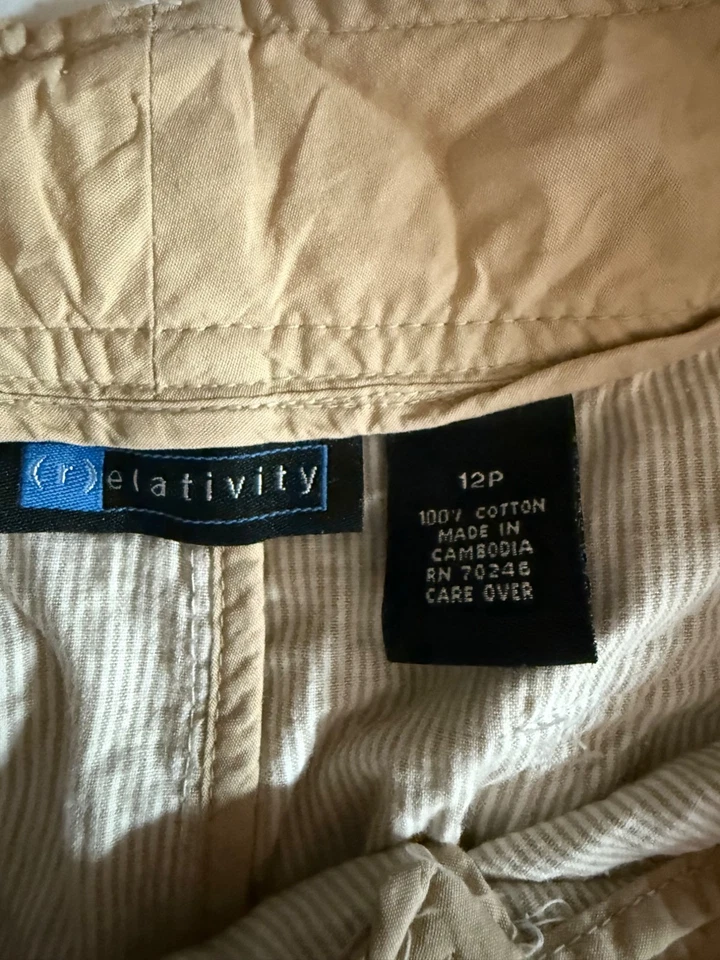 (r)elativity
12P
100% COTTON
MADE IN
CAMBODIA
RN 70246
CARE OVER